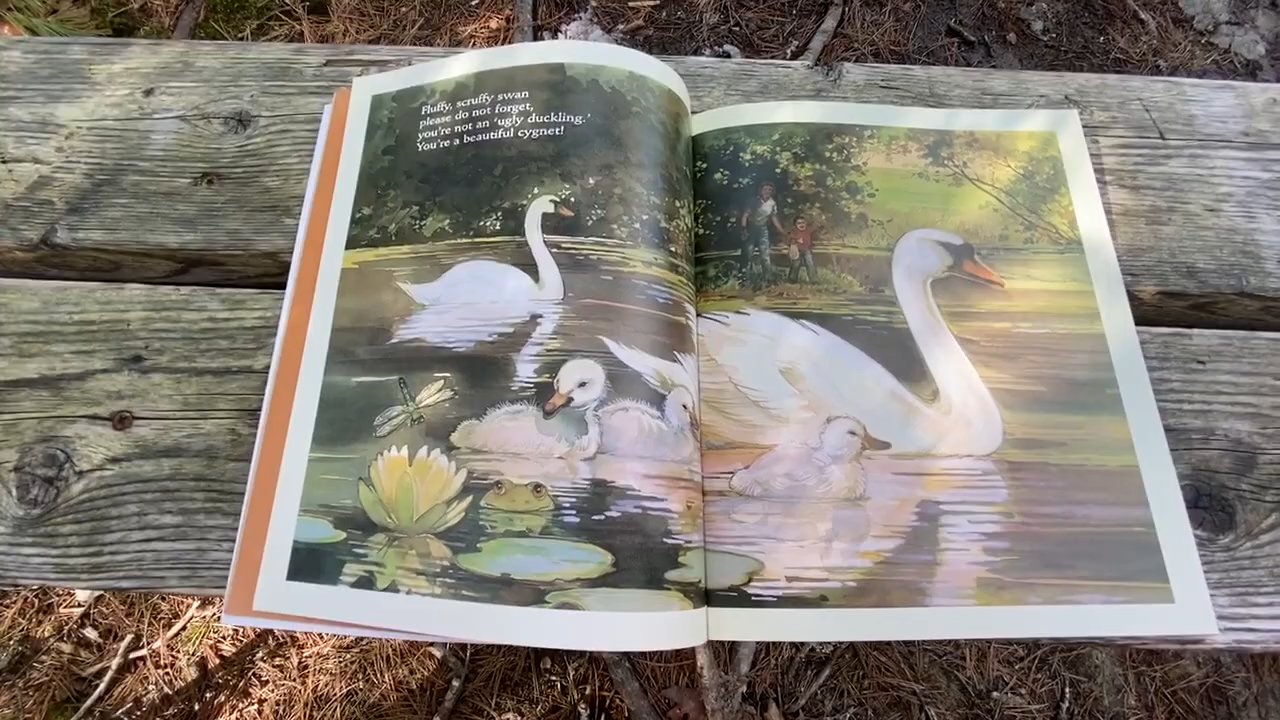 Fluffy, scruffy swan
please do not forget,
you're not an 'ugly duckling.'
You're a beautiful cygnet!